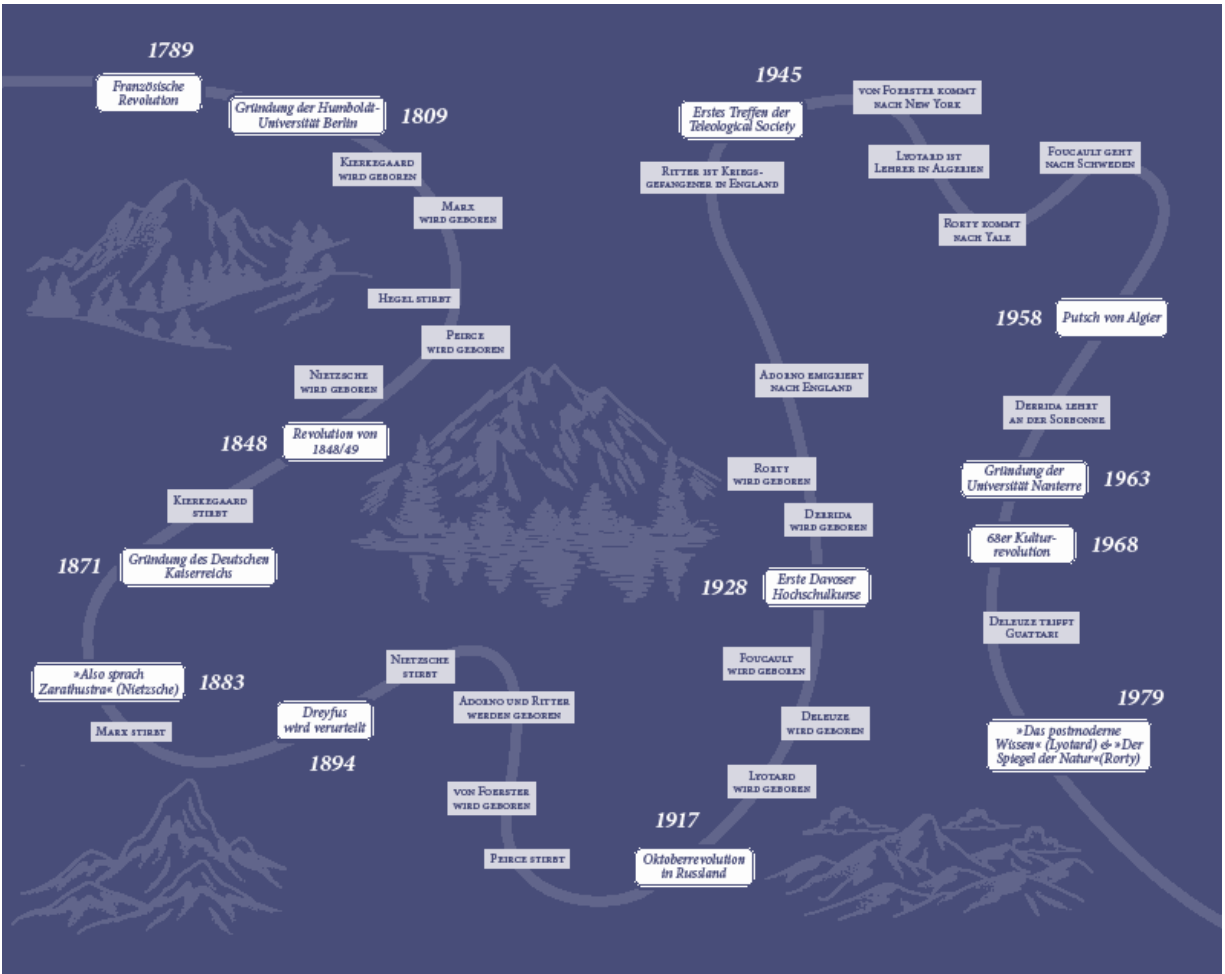 1789
Französische
Revolution
Gründung der Humboldt-
Universität Berlin
1809
KIERKEGAARD
WIRD GEBOREN
MARX
WIRD GEBOREN
HEGEL STIRBT
PEIRCE
WIRD GEBOREN
NIETZSCHE
WIRD GEBOREN
1848
Revolution von
1848/49
KIERKEGAARD
STIRBT
1871
Gründung des Deutschen
Kaiserreichs
»Also sprach
Zarathustra« (Nietzsche)
1883
MARX STIRBT
Dreyfus
wird verurteilt
1894
NIETZSCHE
STIRBT
ADORNO UND RITTER
WERDEN GEBOREN
VON FOERSTER
WIRD GEBOREN
PEIRCE STIRBT
1917
Oktoberrevolution
in Russland
LYOTARD
WIRD GEBOREN
DELEUZE
WIRD GEBOREN
FOUCAULT
WIRD GEBOREN
1928
Erste Davoser
Hochschulkurse
DERRIDA
WIRD GEBOREN
RORTY
WIRD GEBOREN
ADORNO EMIGRIERT
NACH ENGLAND
RITTER IST KRIEGS-
GEFANGENER IN ENGLAND
1945
Erstes Treffen der
Teleological Society
VON FOERSTER KOMMT
NACH NEW YORK
LYOTARD IST
LEHRER IN ALGERIEN
RORTY KOMMT
NACH YALE
FOUCAULT GEHT
NACH SCHWEDEN
1958
Putsch von Algier
DERRIDA LEHRT
AN DER SORBONNE
Gründung der
Universität Nanterre
1963
68er Kultur-
revolution
1968
DELEUZE TRIFFT
GUATTARI
1979
»Das postmoderne
Wissen« (Lyotard) & »Der
Spiegel der Natur«(Rorty)